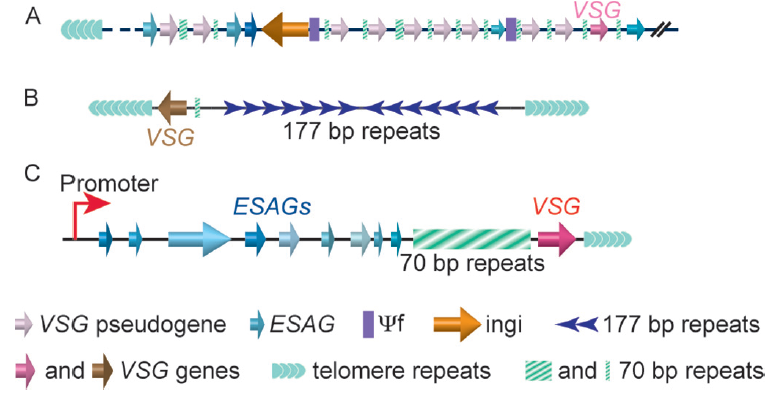 A
VSG
B
VSG
177 bp repeats
C
Promoter
ESAGs
VSG
70 bp repeats
VSG pseudogene ESAG Ψf ingi 177 bp repeats
and VSG genes telomere repeats and 70 bp repeats